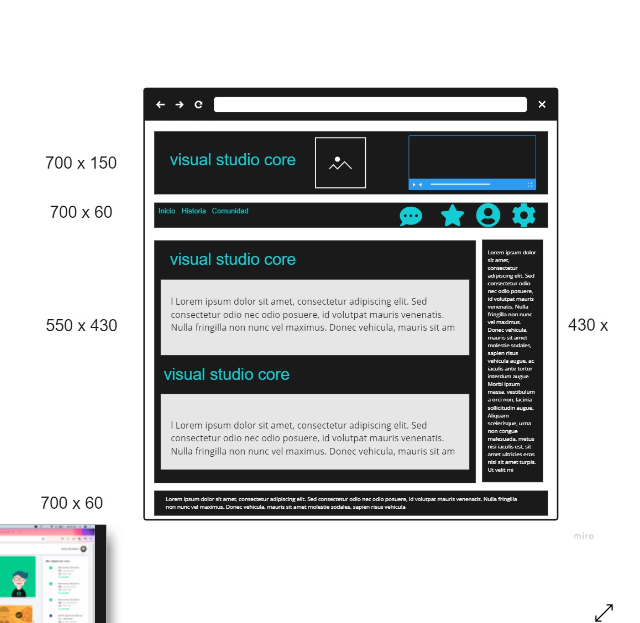 700 x 150
visual studio core
700 x 60
Inicio Historia Comunidad
550 x 430
visual studio core
I Lorem ipsum dolor sit amet, consectetur adipiscing elit. Sed
consectetur odio nec odio posuere, id volutpat mauris venenatis.
Nulla fringilla non nunc vel maximus. Donec vehicula, mauris sit am
visual studio core
I Lorem ipsum dolor sit amet, consectetur adipiscing elit. Sed
consectetur odio nec odio posuere, id volutpat mauris venenatis.
Nulla fringilla non nunc vel maximus. Donec vehicula, mauris sit am
Lorem ipsum dolor
sit amet,
consectetur
adipiscing elit. Sed
consectetur odio
nec odio posuere,
id volutpat mauris
venenatis. Nulla
fringilla non nunc
vel maximus.
Donec vehicula,
mauris sit amet
molestie sodales,
sapien risus
vehicula augue, ac
iaculis ante tortor
interdum augue.
Morbi ipsum
massa, vestibulum
a orci non, lacinia
sollicitudin augue.
Aliquam
scelerisque, urna
non congue
malesuada, metus
nisi iaculis est, sit
amet ultricies eros
nisl sit amet turpis.
Ut velit mi
430 x
700 x 60
Lorem ipsum dolor sit amet, consectetur adipiscing elit. Sed consectetur odio nec odio posuere, id volutpat mauris venenatis. Nulla fringilla
non nunc vel maximus. Donec vehicula, mauris sit amet molestie sodales, sapien risus vehicula
miro